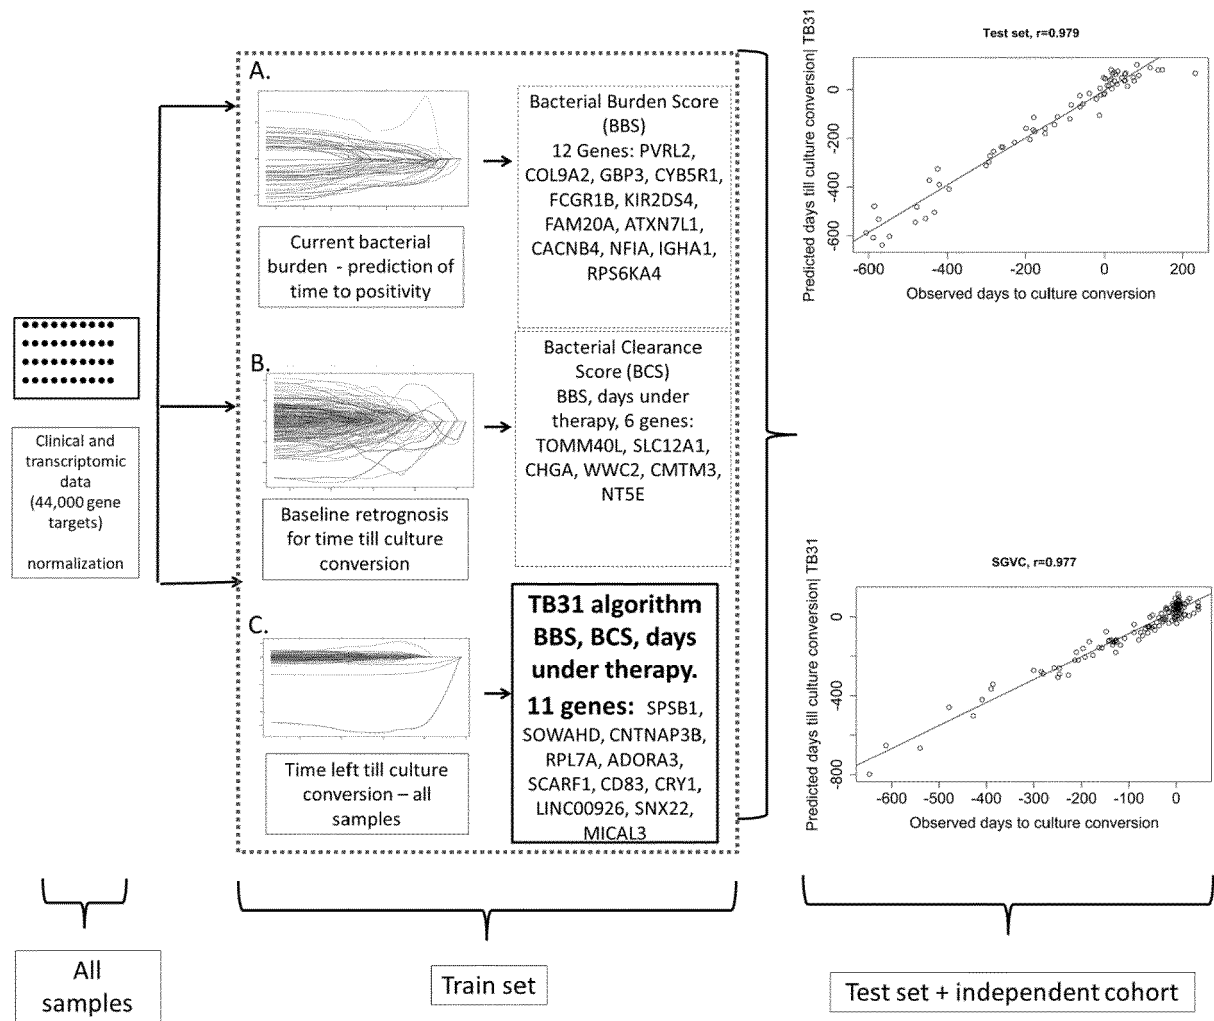 Clinical and
transcriptomic
data
(44,000 gene
targets)
normalization
A.
Current bacterial
burden - prediction of
time to positivity
Bacterial Burden Score
(BBS)
12 Genes: PVRL2,
COL9A2, GBP3, CYB5R1,
FCGR1B, KIR2DS4,
FAM20A, ATXN7L1,
CACNB4, NFIA, IGHA1,
RPS6KA4
B.
Baseline retrognosis
for time till culture
conversion
Bacterial Clearance
Score (BCS)
BBS, days under
therapy, 6 genes:
TOMM40L, SLC12A1,
CHGA, WWC2, CMTM3,
NT5E
C.
Time left till culture
conversion – all
samples
TB31 algorithm
BBS, BCS, days
under therapy.
11 genes: SPSB1,
SOWAHD, CNTNAP3B,
RPL7A, ADORA3,
SCARF1, CD83, CRY1,
LINC00926, SNX22,
MICAL3
Test set, r=0.979
Predicted days till culture conversion| TB31
0
-200
-400
-600
-600 -400 -200 0 200
Observed days to culture conversion
SGVC, r=0.977
Predicted days till culture conversion| TB31
0
-400
-800
-600 -500 -400 -300 -200 -100 0
Observed days to culture conversion
All
samples
Train set
Test set + independent cohort